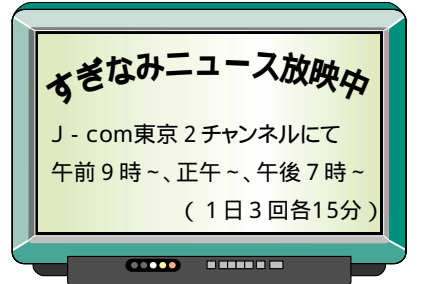 すぎなみニュース放映中
J-com東京2チャンネルにて
午前9時~、正午~、午後7時~
(1日3回各15分)